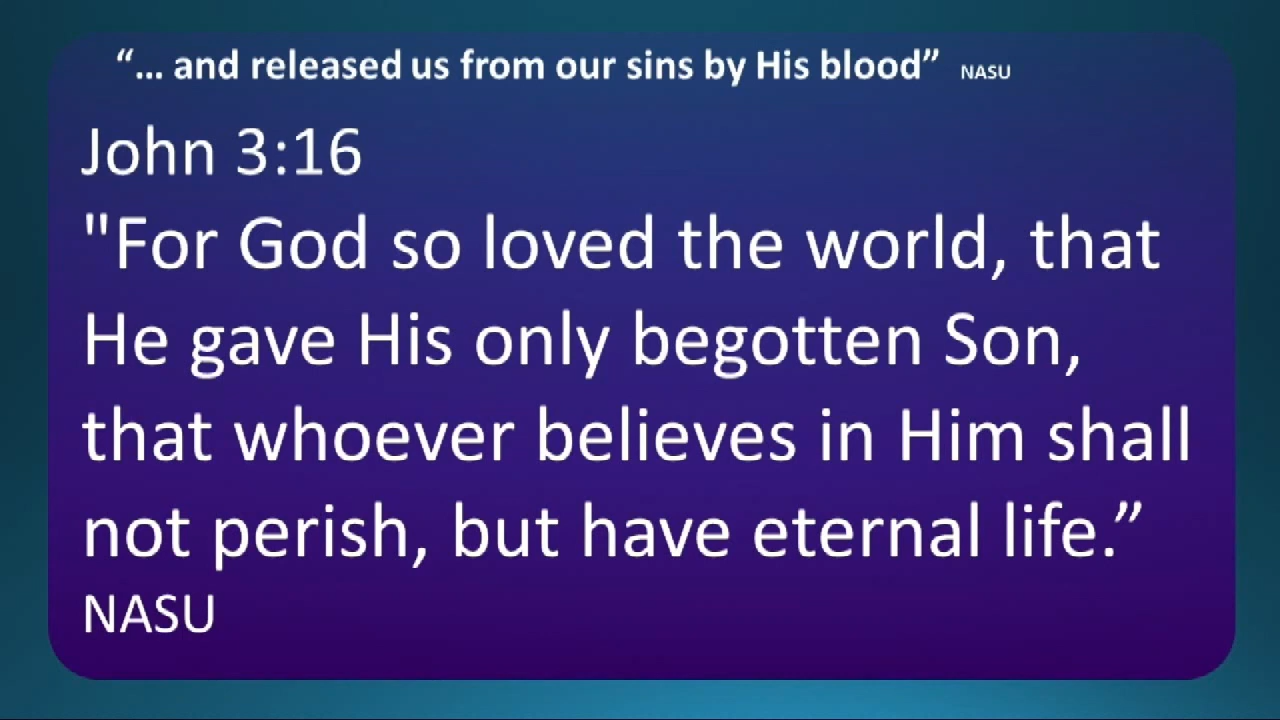 “... and released us from our sins by His blood” NASU
John 3:16
"For God so loved the world, that
He gave His only begotten Son,
that whoever believes in Him shall
not perish, but have eternal life.”
NASU